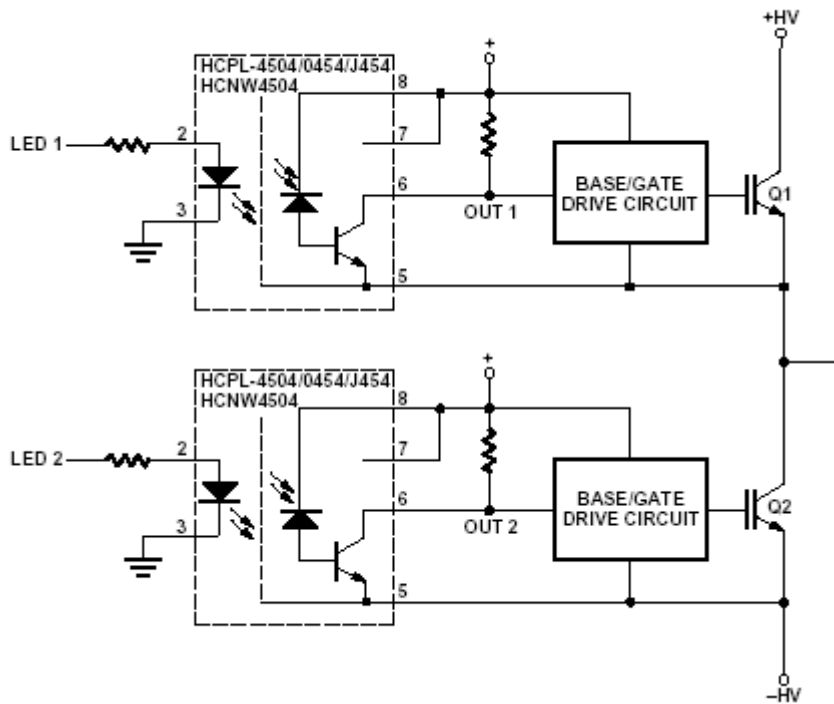 +HV
HCPL-4504/0454/J454
HCNW4504
8
+
7
LED 1
2
6
OUT 1
BASE/GATE
DRIVE CIRCUIT
Q1
3
5
HCPL-4504/0454/J454
HCNW4504
8
+
7
LED 2
2
6
OUT 2
BASE/GATE
DRIVE CIRCUIT
Q2
3
5
–HV